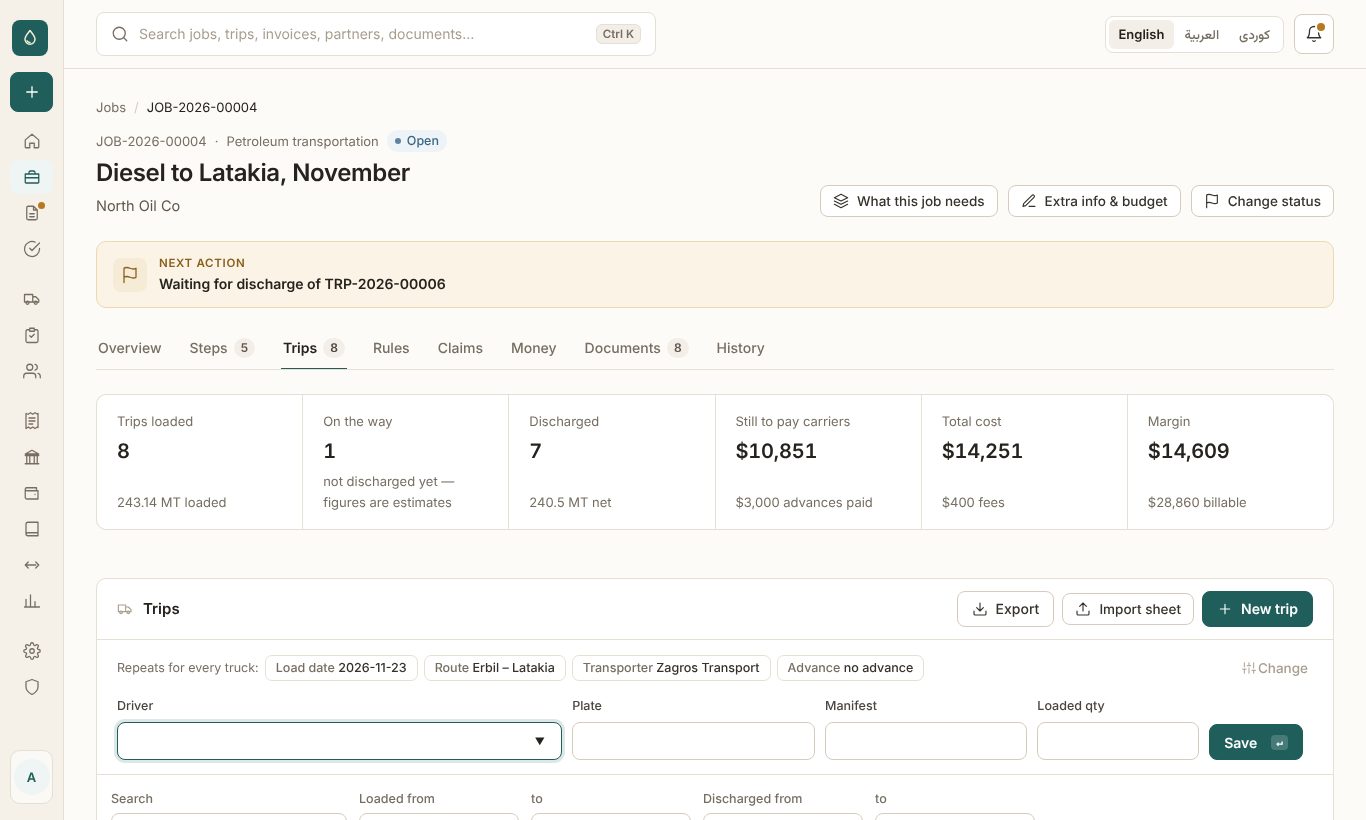 Search jobs, trips, invoices, partners, documents...
Ctrl K
English
العربية
کوردی
Jobs / JOB-2026-00004
JOB-2026-00004 · Petroleum transportation
Open
Diesel to Latakia, November
North Oil Co
What this job needs
Extra info & budget
Change status
NEXT ACTION
Waiting for discharge of TRP-2026-00006
Overview
Steps 5
Trips 8
Rules
Claims
Money
Documents 8
History
Trips loaded
8
243.14 MT loaded
On the way
1
not discharged yet —
figures are estimates
Discharged
7
240.5 MT net
Still to pay carriers
$10,851
$3,000 advances paid
Total cost
$14,251
$400 fees
Margin
$14,609
$28,860 billable
Trips
Export
Import sheet
New trip
Repeats for every truck:
Load date 2026-11-23
Route Erbil – Latakia
Transporter Zagros Transport
Advance no advance
Change
Driver
Plate
Manifest
Loaded qty
Save
Search
Loaded from
to
Discharged from
to
A